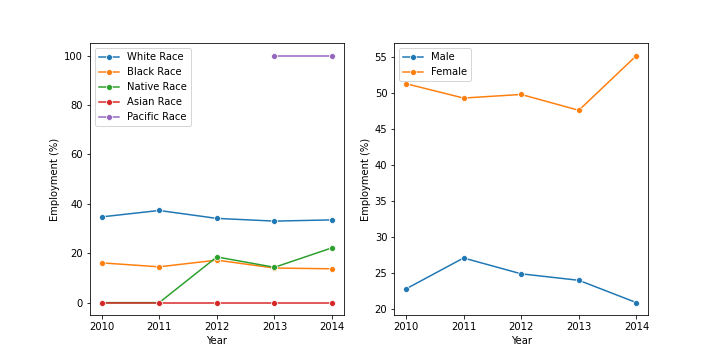 Employment (%)
100
80
60
40
20
0
2010 2011 2012 2013 2014
Year
White Race
Black Race
Native Race
Asian Race
Pacific Race
Employment (%)
55
50
45
40
35
30
25
20
2010 2011 2012 2013 2014
Year
Male
Female